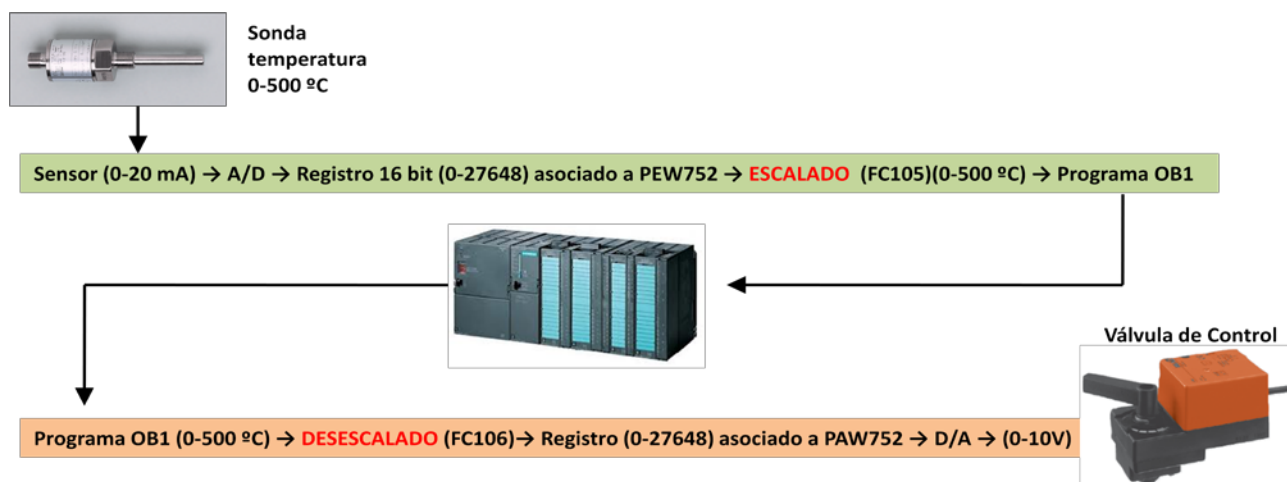 Sonda
temperatura
0-500 ºC
Sensor (0-20 mA) → A/D → Registro 16 bit (0-27648) asociado a PEW752 → ESCALADO (FC105)(0-500 ºC) → Programa OB1
Válvula de Control
Programa OB1 (0-500 ºC) → DESESCALADO (FC106)→ Registro (0-27648) asociado a PAW752 → D/A → (0-10V)